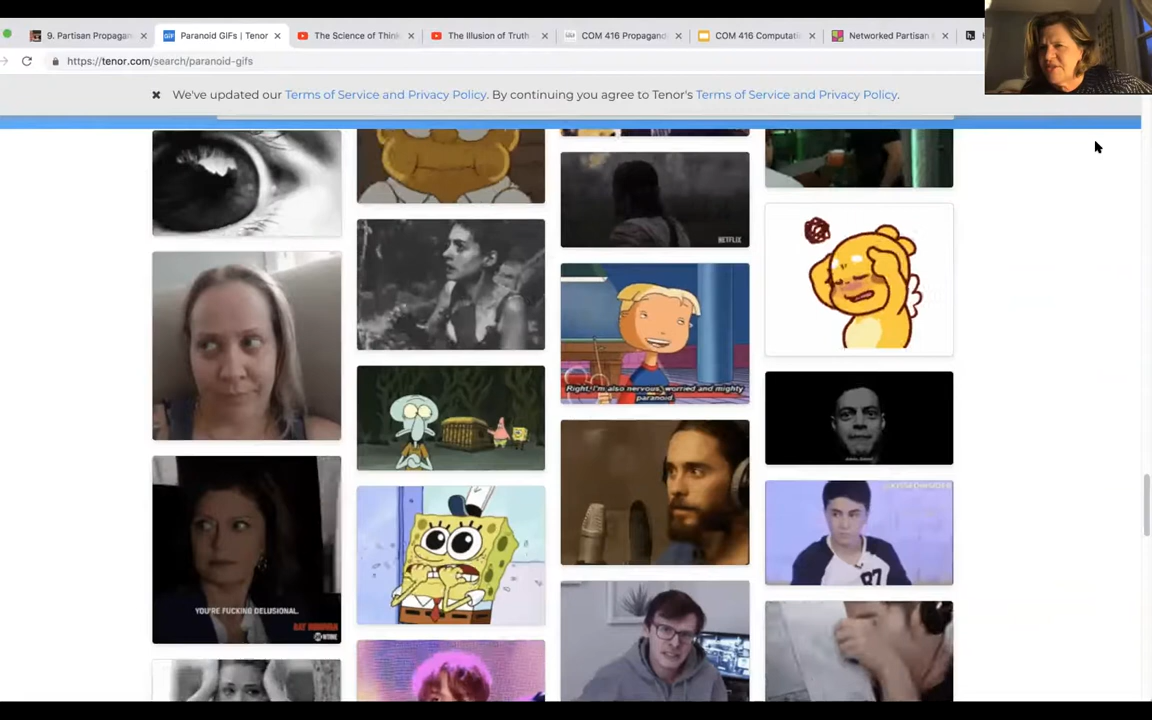 9. Partisan Propagan
Paranoid GIFs | Tenor
The Science of Think
The Illusion of Truth -
COM 416 Propagand
COM 416 Computati
Networked Partisan
h.
https://tenor.com/search/paranoid-gifs
We've updated our Terms of Service and Privacy Policy. By continuing you agree to Tenor's Terms of Service and Privacy Policy.
NETFLIX
Right, I'm also nervous, worried and mighty
paranoid.
87
YOU'RE FUCKING DELUSIONAL.
RAY DONOVAN
SHOWTIME